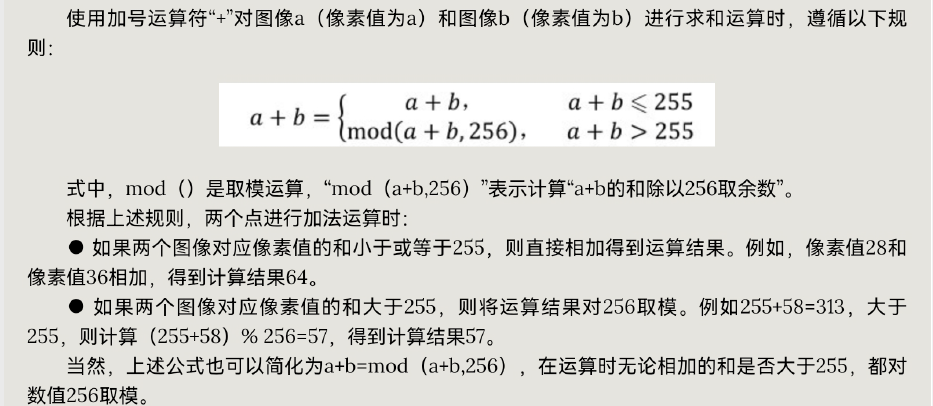 使用加号运算符“+”对图像a（像素值为a）和图像b（像素值为b）进行求和运算时，遵循以下规
则：
a + b = { a + b, a + b ⩽ 255
mod(a + b, 256), a + b > 255
式中，mod（）是取模运算，“mod（a+b,256）”表示计算“a+b的和除以256取余数”。
根据上述规则，两个点进行加法运算时：
● 如果两个图像对应像素值的和小于或等于255，则直接相加得到运算结果。例如，像素值28和
像素值36相加，得到计算结果64。
● 如果两个图像对应像素值的和大于255，则将运算结果对256取模。例如255+58=313，大于
255，则计算（255+58）% 256=57，得到计算结果57。
当然，上述公式也可以简化为a+b=mod（a+b,256），在运算时无论相加的和是否大于255，都对
数值256取模。